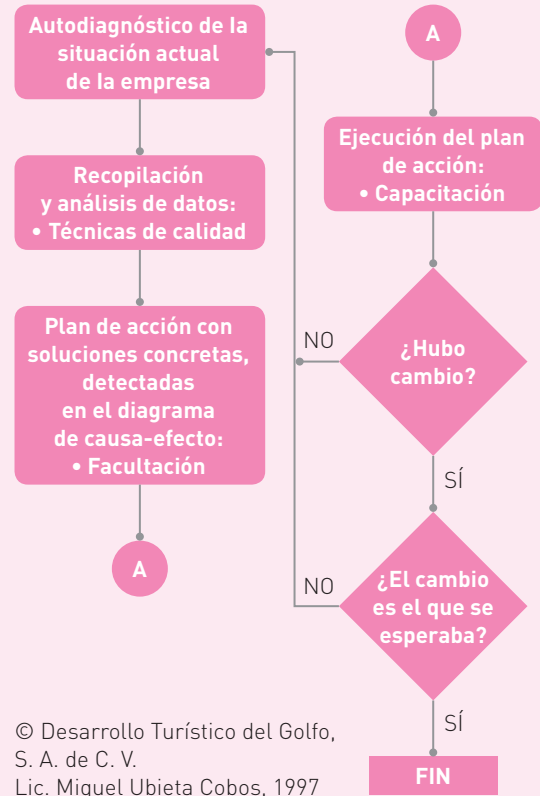 Autodiagnóstico de la
situación actual
de la empresa
Recopilación
y análisis de datos:
• Técnicas de calidad
Plan de acción con
soluciones concretas,
detectadas
en el diagrama
de causa-efecto:
• Facultación
A
A
Ejecución del plan
de acción:
• Capacitación
¿Hubo
cambio?
NO
SÍ
¿El cambio
es el que se
esperaba?
NO
SÍ
FIN
© Desarrollo Turístico del Golfo,
S. A. de C. V.
Lic. Miguel Ubieta Cobos, 1997